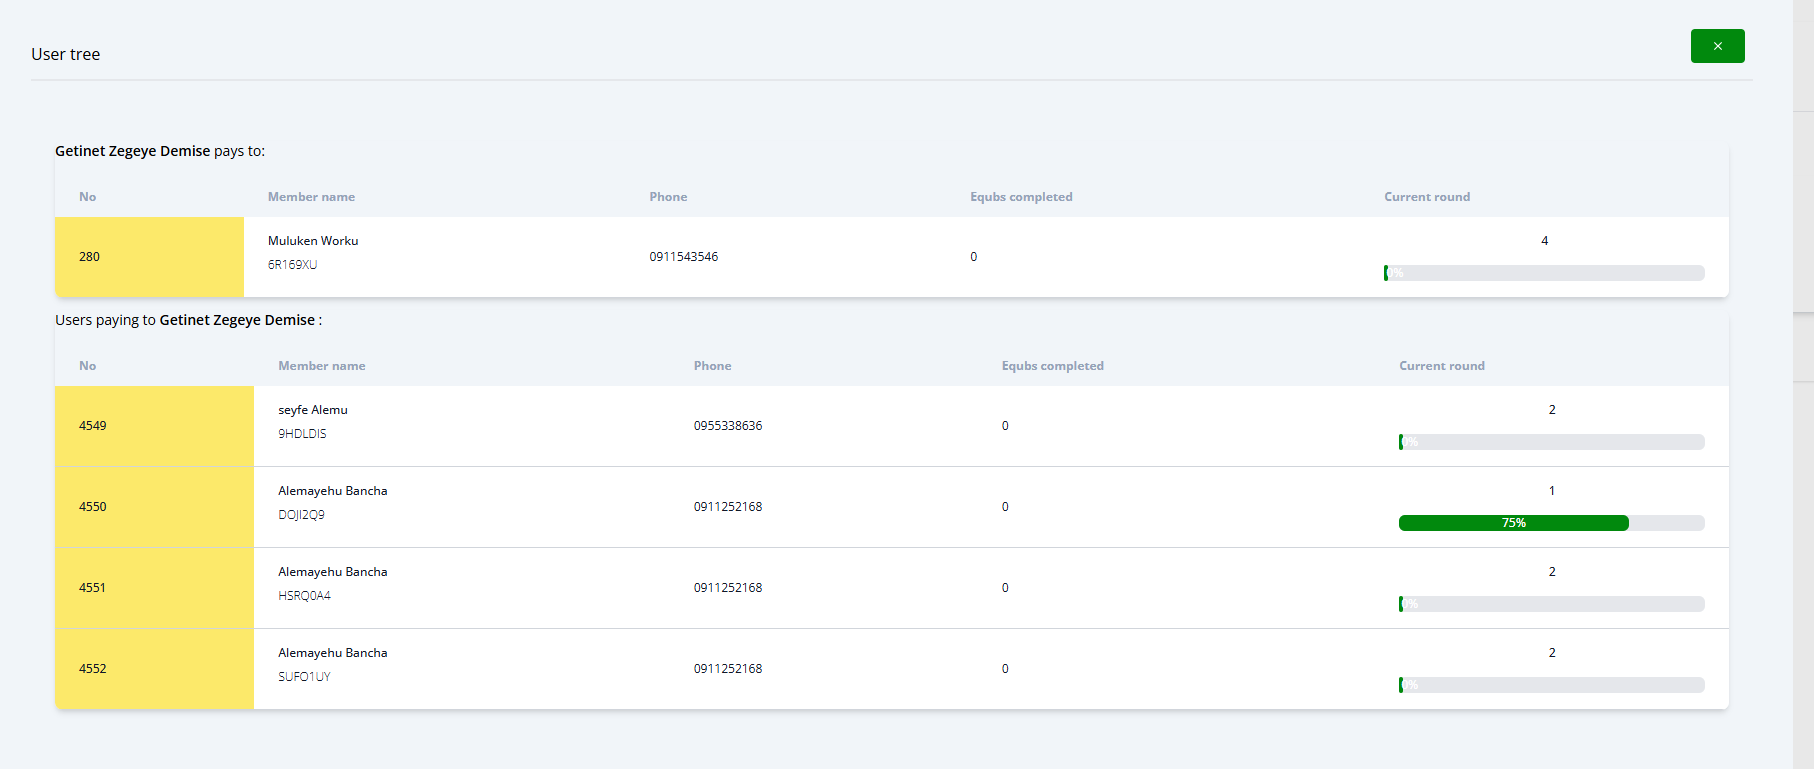 User tree
×
Getinet Zegeye Demise pays to:
No Member name Phone Equbs completed Current round
280 Muluken Worku 0911543546 0 4
6R169XU 0%
Users paying to Getinet Zegeye Demise :
No Member name Phone Equbs completed Current round
4549 seyfe Alemu 0955338636 0 2
9HDLDIS 0%
4550 Alemayehu Bancha 0911252168 0 1
DOJI2Q9 75%
4551 Alemayehu Bancha 0911252168 0 2
HSRQ0A4 0%
4552 Alemayehu Bancha 0911252168 0 2
SUFO1UY 0%